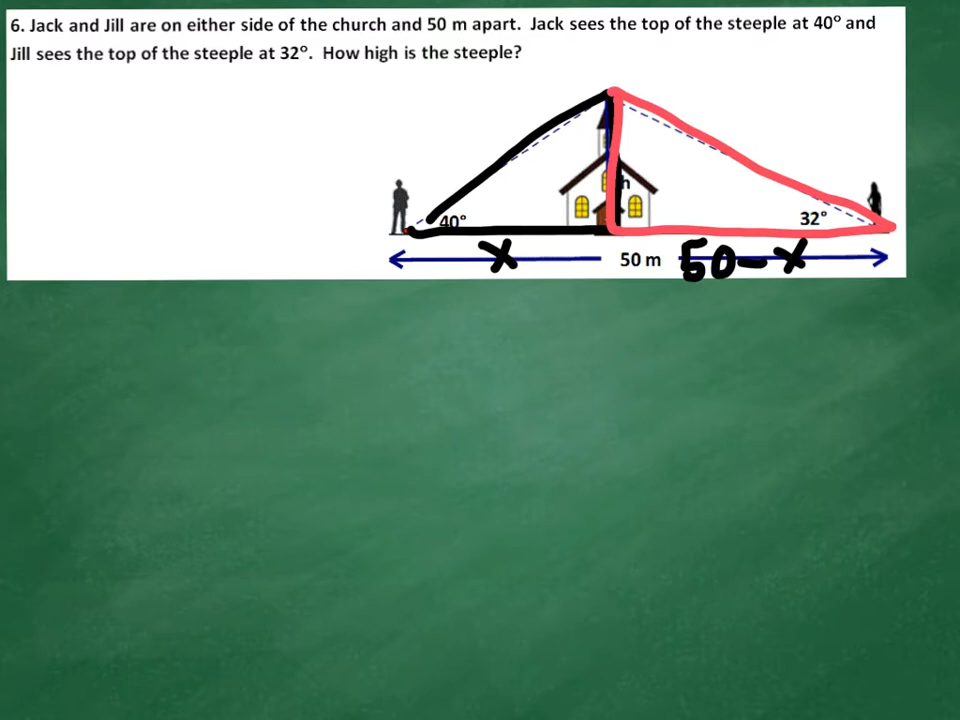 6. Jack and Jill are on either side of the church and 50 m apart. Jack sees the top of the steeple at 40° and
Jill sees the top of the steeple at 32°. How high is the steeple?
h
40°
32°
x
50 m
50-x